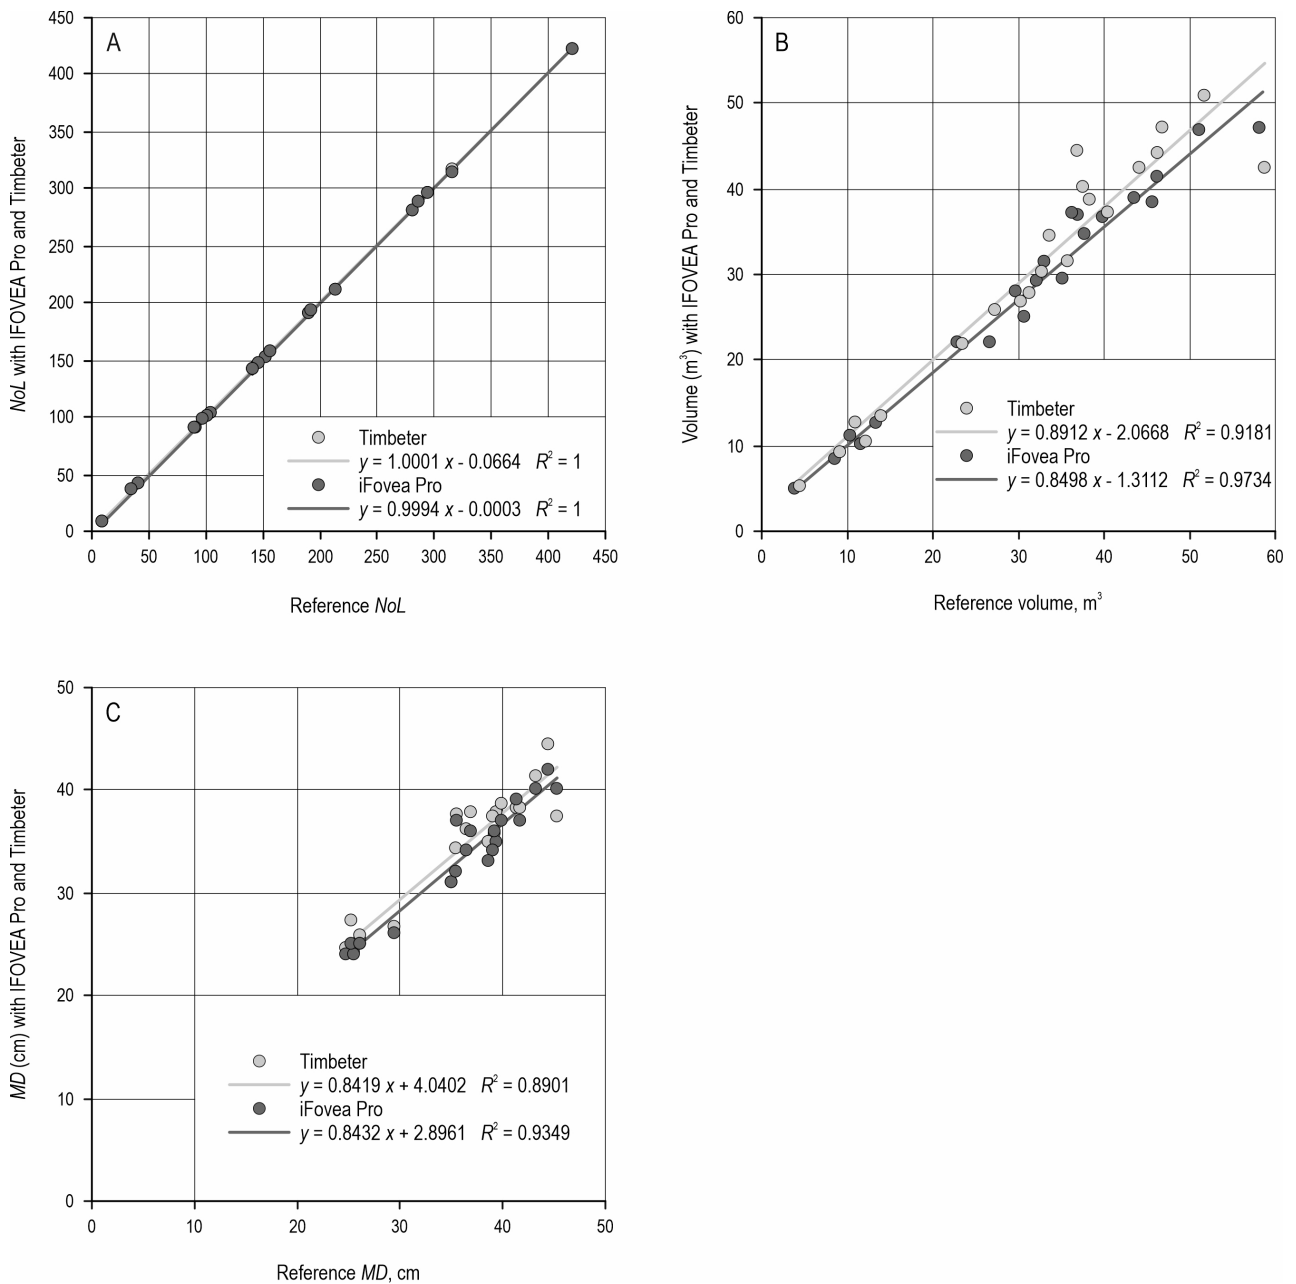 A
NoL with IFOVEA Pro and Timbeter
450
400
350
300
250
200
150
100
50
0
Timbeter
y = 1.0001 x - 0.0664 R² = 1
iFovea Pro
y = 0.9994 x - 0.0003 R² = 1
0 50 100 150 200 250 300 350 400 450
Reference NoL
B
Volume (m³) with IFOVEA Pro and Timbeter
60
50
40
30
20
10
0
Timbeter
y = 0.8912 x - 2.0668 R² = 0.9181
iFovea Pro
y = 0.8498 x - 1.3112 R² = 0.9734
0 10 20 30 40 50 60
Reference volume, m³
C
MD (cm) with IFOVEA Pro and Timbeter
50
40
30
20
10
0
Timbeter
y = 0.8419 x + 4.0402 R² = 0.8901
iFovea Pro
y = 0.8432 x + 2.8961 R² = 0.9349
0 10 20 30 40 50
Reference MD, cm